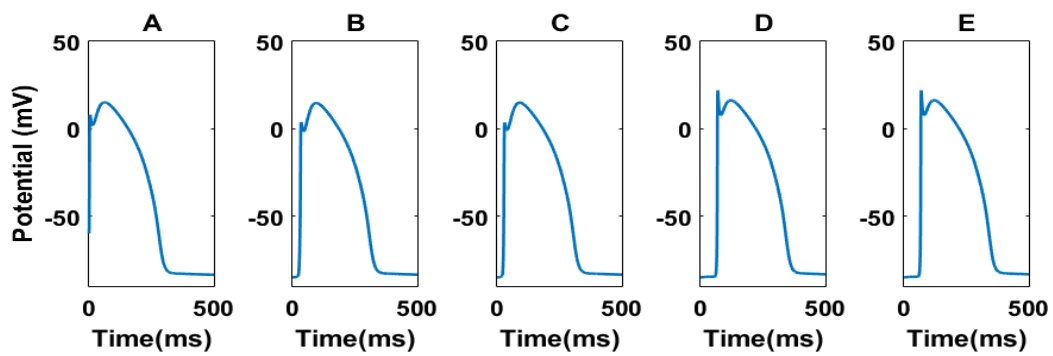 A B C D E
50 50 50 50 50
Potential (mV)
0 0 0 0 0
-50 -50 -50 -50 -50
0 500 0 500 0 500 0 500 0 500
Time(ms) Time(ms) Time(ms) Time(ms) Time(ms)